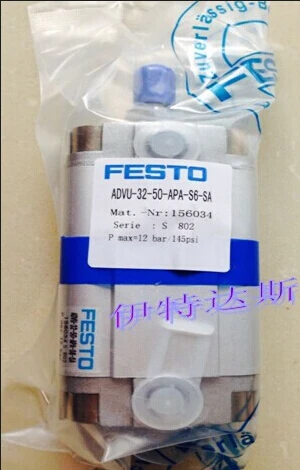 zuverlässig-a
FESTO
ADVU-32-50-APA-S6-SA
Mat.-Nr:156034
Serie : S 802
P max=12 bar/145psi
伊特达斯
FESTO